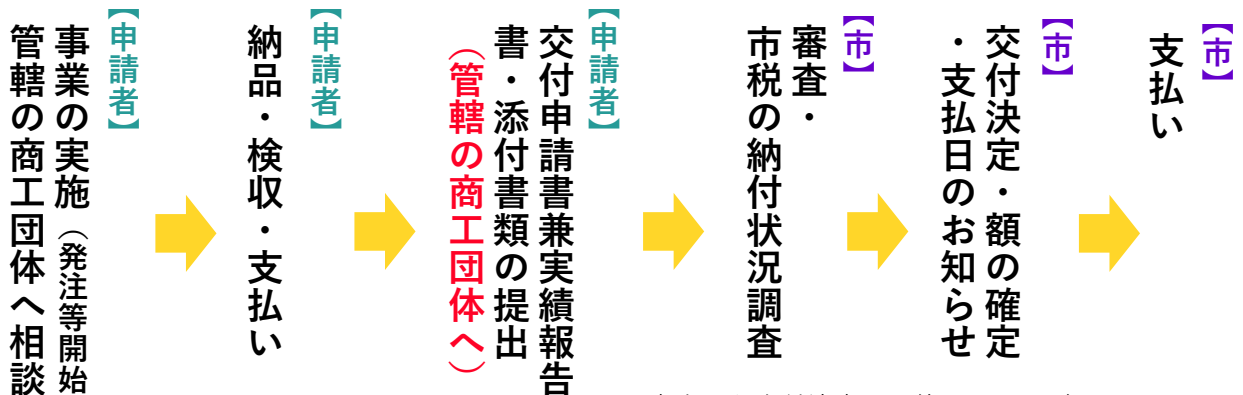 【申請者】
事業の実施（発注等開始
管轄の商工団体へ相談
【申請者】
納品・検収・支払い
【申請者】
交付申請書兼実績報告
書・添付書類の提出
（管轄の商工団体へ）
【市】
審査・
市税の納付状況調査
【市】
交付決定・額の確定
・支払日のお知らせ
【市】
支払い